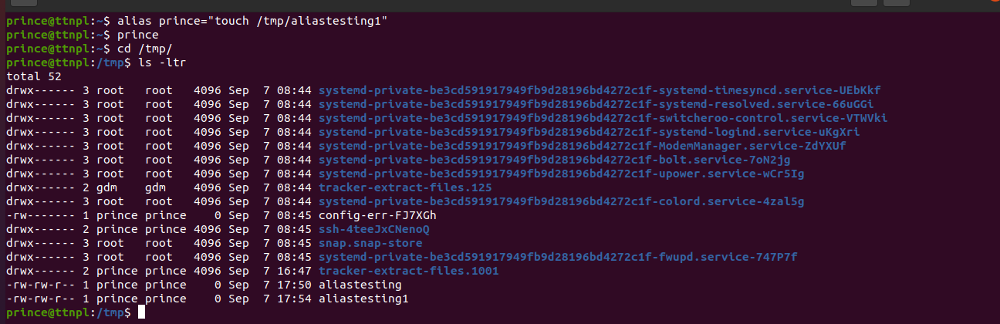 prince@ttnpl:~$ alias prince="touch /tmp/aliastesting1"
prince@ttnpl:~$ prince
prince@ttnpl:~$ cd /tmp/
prince@ttnpl:/tmp$ ls -ltr
total 52
drwx------ 3 root   root   4096 Sep  7 08:44 systemd-private-be3cd591917949fb9d28196bd4272c1f-systemd-timesyncd.service-UEbKkf
drwx------ 3 root   root   4096 Sep  7 08:44 systemd-private-be3cd591917949fb9d28196bd4272c1f-systemd-resolved.service-66uGGi
drwx------ 3 root   root   4096 Sep  7 08:44 systemd-private-be3cd591917949fb9d28196bd4272c1f-switcheroo-control.service-VTWVki
drwx------ 3 root   root   4096 Sep  7 08:44 systemd-private-be3cd591917949fb9d28196bd4272c1f-systemd-logind.service-uKgXri
drwx------ 3 root   root   4096 Sep  7 08:44 systemd-private-be3cd591917949fb9d28196bd4272c1f-ModemManager.service-ZdYXUf
drwx------ 3 root   root   4096 Sep  7 08:44 systemd-private-be3cd591917949fb9d28196bd4272c1f-bolt.service-7oN2jg
drwx------ 3 root   root   4096 Sep  7 08:44 systemd-private-be3cd591917949fb9d28196bd4272c1f-upower.service-wCr5Ig
drwx------ 2 gdm    gdm    4096 Sep  7 08:44 tracker-extract-files.125
drwx------ 3 root   root   4096 Sep  7 08:44 systemd-private-be3cd591917949fb9d28196bd4272c1f-colord.service-4zal5g
-rw------- 1 prince prince    0 Sep  7 08:45 config-err-FJ7XGh
drwx------ 2 prince prince 4096 Sep  7 08:45 ssh-4teeJxCNenoQ
drwx------ 3 root   root   4096 Sep  7 08:45 snap.snap-store
drwx------ 3 root   root   4096 Sep  7 08:45 systemd-private-be3cd591917949fb9d28196bd4272c1f-fwupd.service-747P7f
drwx------ 2 prince prince 4096 Sep  7 16:47 tracker-extract-files.1001
-rw-rw-r-- 1 prince prince    0 Sep  7 17:50 aliastesting
-rw-rw-r-- 1 prince prince    0 Sep  7 17:54 aliastesting1
prince@ttnpl:/tmp$